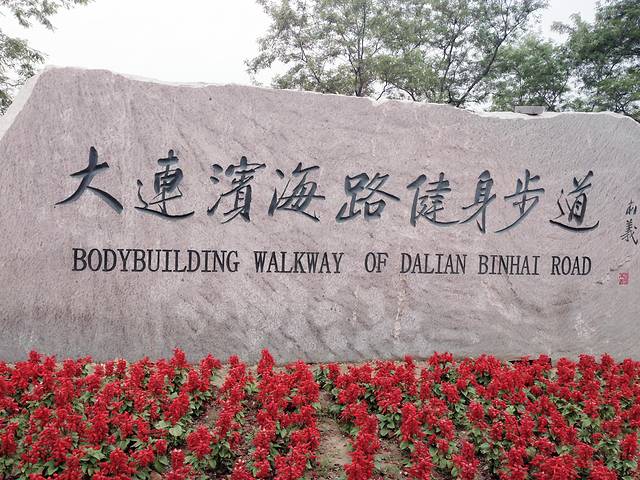 大連濱海路健身步道
BODYBUILDING WALKWAY OF DALIAN BINHAI ROAD